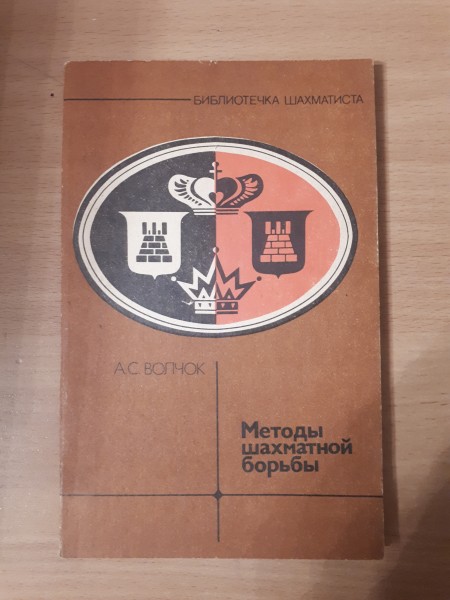 БИБЛИОТЕЧКА ШАХМАТИСТА
А.С. ВОЛЧОК
Методы
шахматной
борьбы